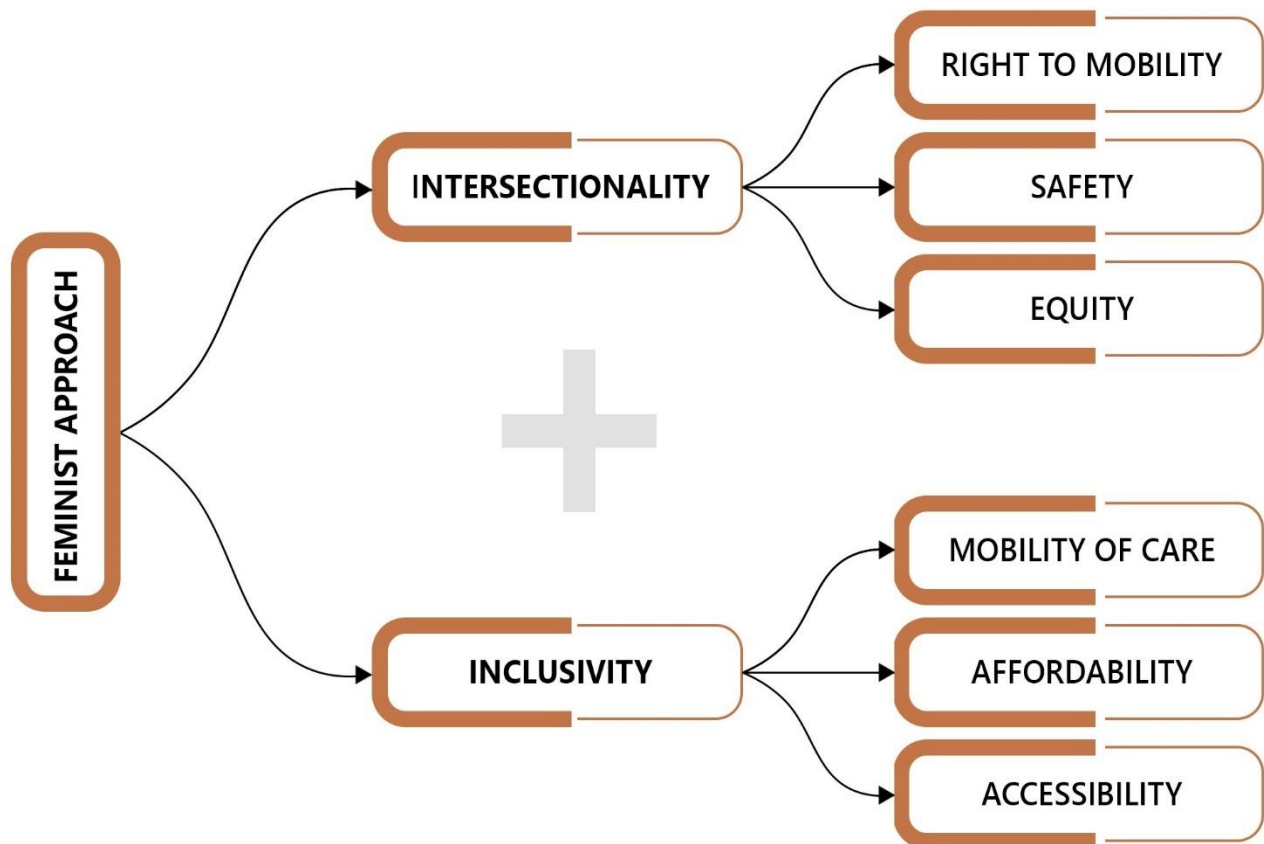 FEMINIST APPROACH
INTERSECTIONALITY
RIGHT TO MOBILITY
SAFETY
EQUITY
INCLUSIVITY
MOBILITY OF CARE
AFFORDABILITY
ACCESSIBILITY